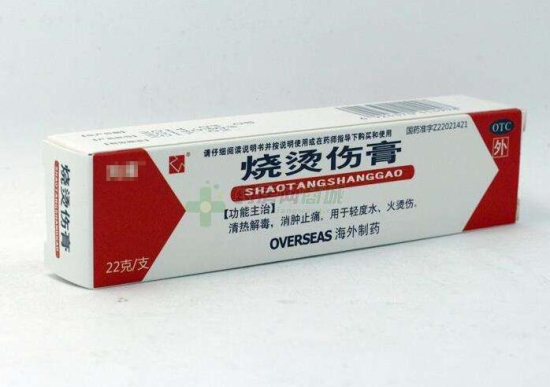 请仔细阅读说明书并按说明使用或在药师指导下购买和使用
国药准字Z22021421
OTC
外
烧烫伤膏
SHAOTANGSHANGGAO
【功能主治】
清热解毒,消肿止痛。用于轻度水、火烫伤。
OVERSEAS 海外制药
烧烫伤膏
SHAOTANGSHANGGAO
22克/支